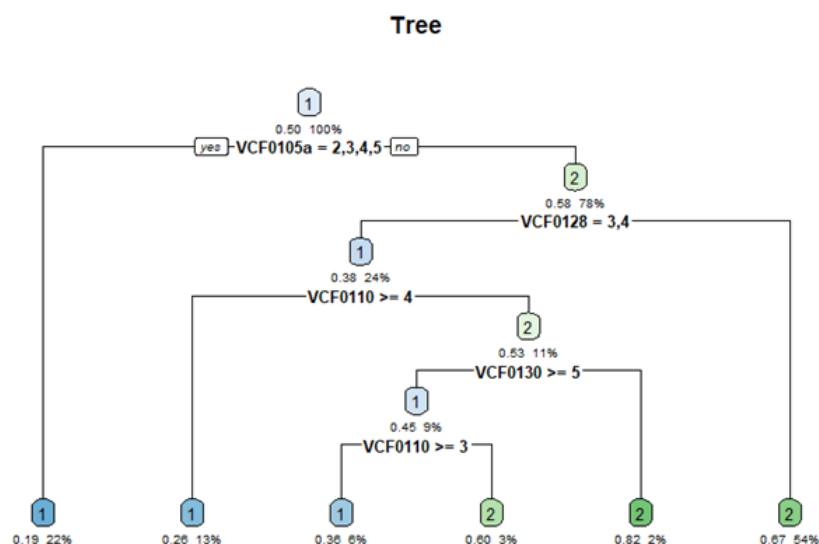 Tree
1
0.50 100%
yes VCF0105a = 2,3,4,5 no
2
0.58 78%
VCF0128 = 3,4
1
0.38 24%
VCF0110 >= 4
2
0.53 11%
VCF0130 >= 5
1
0.45 9%
VCF0110 >= 3
1 1 1 2 2 2
0.19 22% 0.26 13% 0.36 6% 0.60 3% 0.82 2% 0.67 54%